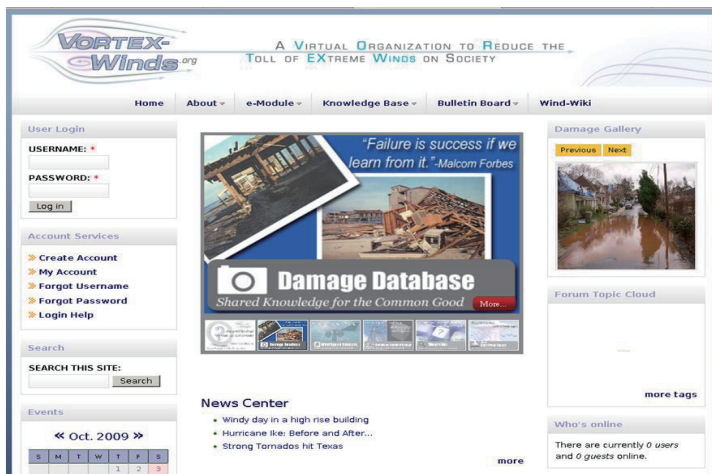 VORTEX-
Winds.org
A VIRTUAL ORGANIZATION TO REDUCE THE
TOLL OF EXTREME WINDS ON SOCIETY
Home
About
e-Module
Knowledge Base
Bulletin Board
Wind-Wiki
User Login
USERNAME: *
PASSWORD: *
Log in
Account Services
Create Account
My Account
Forgot Username
Forgot Password
Login Help
Search
SEARCH THIS SITE:
Search
Events
« Oct. 2009 »
S M T W T F S
1 2 3
"Failure is success if we
learn from it."-Malcom Forbes
Damage Database
Shared Knowledge for the Common Good
More...
News Center
• Windy day in a high rise building
• Hurricane Ike: Before and After...
• Strong Tornados hit Texas
more
Damage Gallery
Previous Next
Forum Topic Cloud
more tags
Who's online
There are currently 0 users
and 0 guests online.